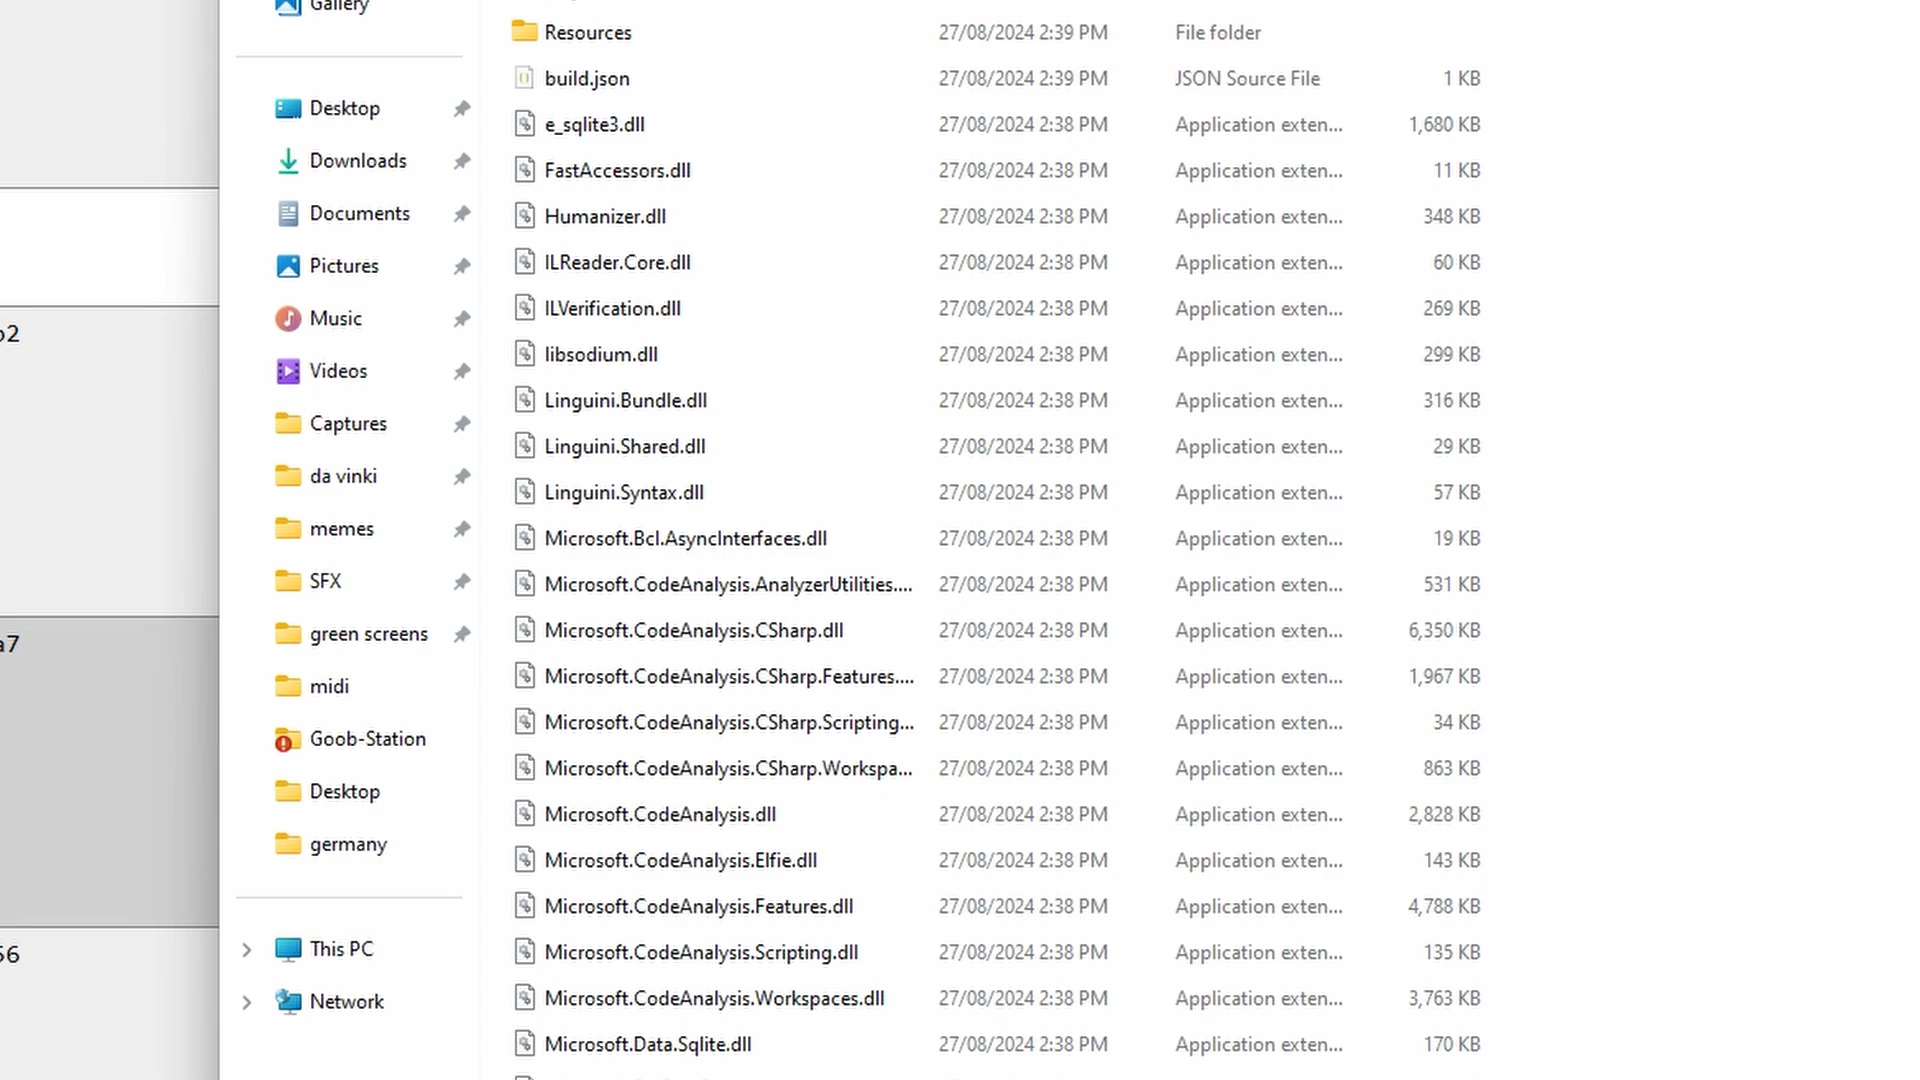 Gallery
Desktop
Downloads
Documents
Pictures
Music
Videos
Captures
da vinki
memes
SFX
green screens
midi
Goob-Station
Desktop
germany
This PC
Network
Resources 27/08/2024 2:39 PM File folder
build.json 27/08/2024 2:39 PM JSON Source File 1 KB
e_sqlite3.dll 27/08/2024 2:38 PM Application exten... 1,680 KB
FastAccessors.dll 27/08/2024 2:38 PM Application exten... 11 KB
Humanizer.dll 27/08/2024 2:38 PM Application exten... 348 KB
ILReader.Core.dll 27/08/2024 2:38 PM Application exten... 60 KB
ILVerification.dll 27/08/2024 2:38 PM Application exten... 269 KB
libsodium.dll 27/08/2024 2:38 PM Application exten... 299 KB
Linguini.Bundle.dll 27/08/2024 2:38 PM Application exten... 316 KB
Linguini.Shared.dll 27/08/2024 2:38 PM Application exten... 29 KB
Linguini.Syntax.dll 27/08/2024 2:38 PM Application exten... 57 KB
Microsoft.Bcl.AsyncInterfaces.dll 27/08/2024 2:38 PM Application exten... 19 KB
Microsoft.CodeAnalysis.AnalyzerUtilities.... 27/08/2024 2:38 PM Application exten... 531 KB
Microsoft.CodeAnalysis.CSharp.dll 27/08/2024 2:38 PM Application exten... 6,350 KB
Microsoft.CodeAnalysis.CSharp.Features.... 27/08/2024 2:38 PM Application exten... 1,967 KB
Microsoft.CodeAnalysis.CSharp.Scripting... 27/08/2024 2:38 PM Application exten... 34 KB
Microsoft.CodeAnalysis.CSharp.Workspa... 27/08/2024 2:38 PM Application exten... 863 KB
Microsoft.CodeAnalysis.dll 27/08/2024 2:38 PM Application exten... 2,828 KB
Microsoft.CodeAnalysis.Elfie.dll 27/08/2024 2:38 PM Application exten... 143 KB
Microsoft.CodeAnalysis.Features.dll 27/08/2024 2:38 PM Application exten... 4,788 KB
Microsoft.CodeAnalysis.Scripting.dll 27/08/2024 2:38 PM Application exten... 135 KB
Microsoft.CodeAnalysis.Workspaces.dll 27/08/2024 2:38 PM Application exten... 3,763 KB
Microsoft.Data.Sqlite.dll 27/08/2024 2:38 PM Application exten... 170 KB